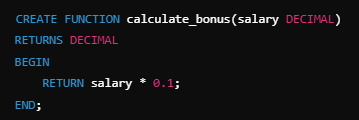 CREATE FUNCTION calculate_bonus(salary DECIMAL)
RETURNS DECIMAL
BEGIN
    RETURN salary * 0.1;
END;